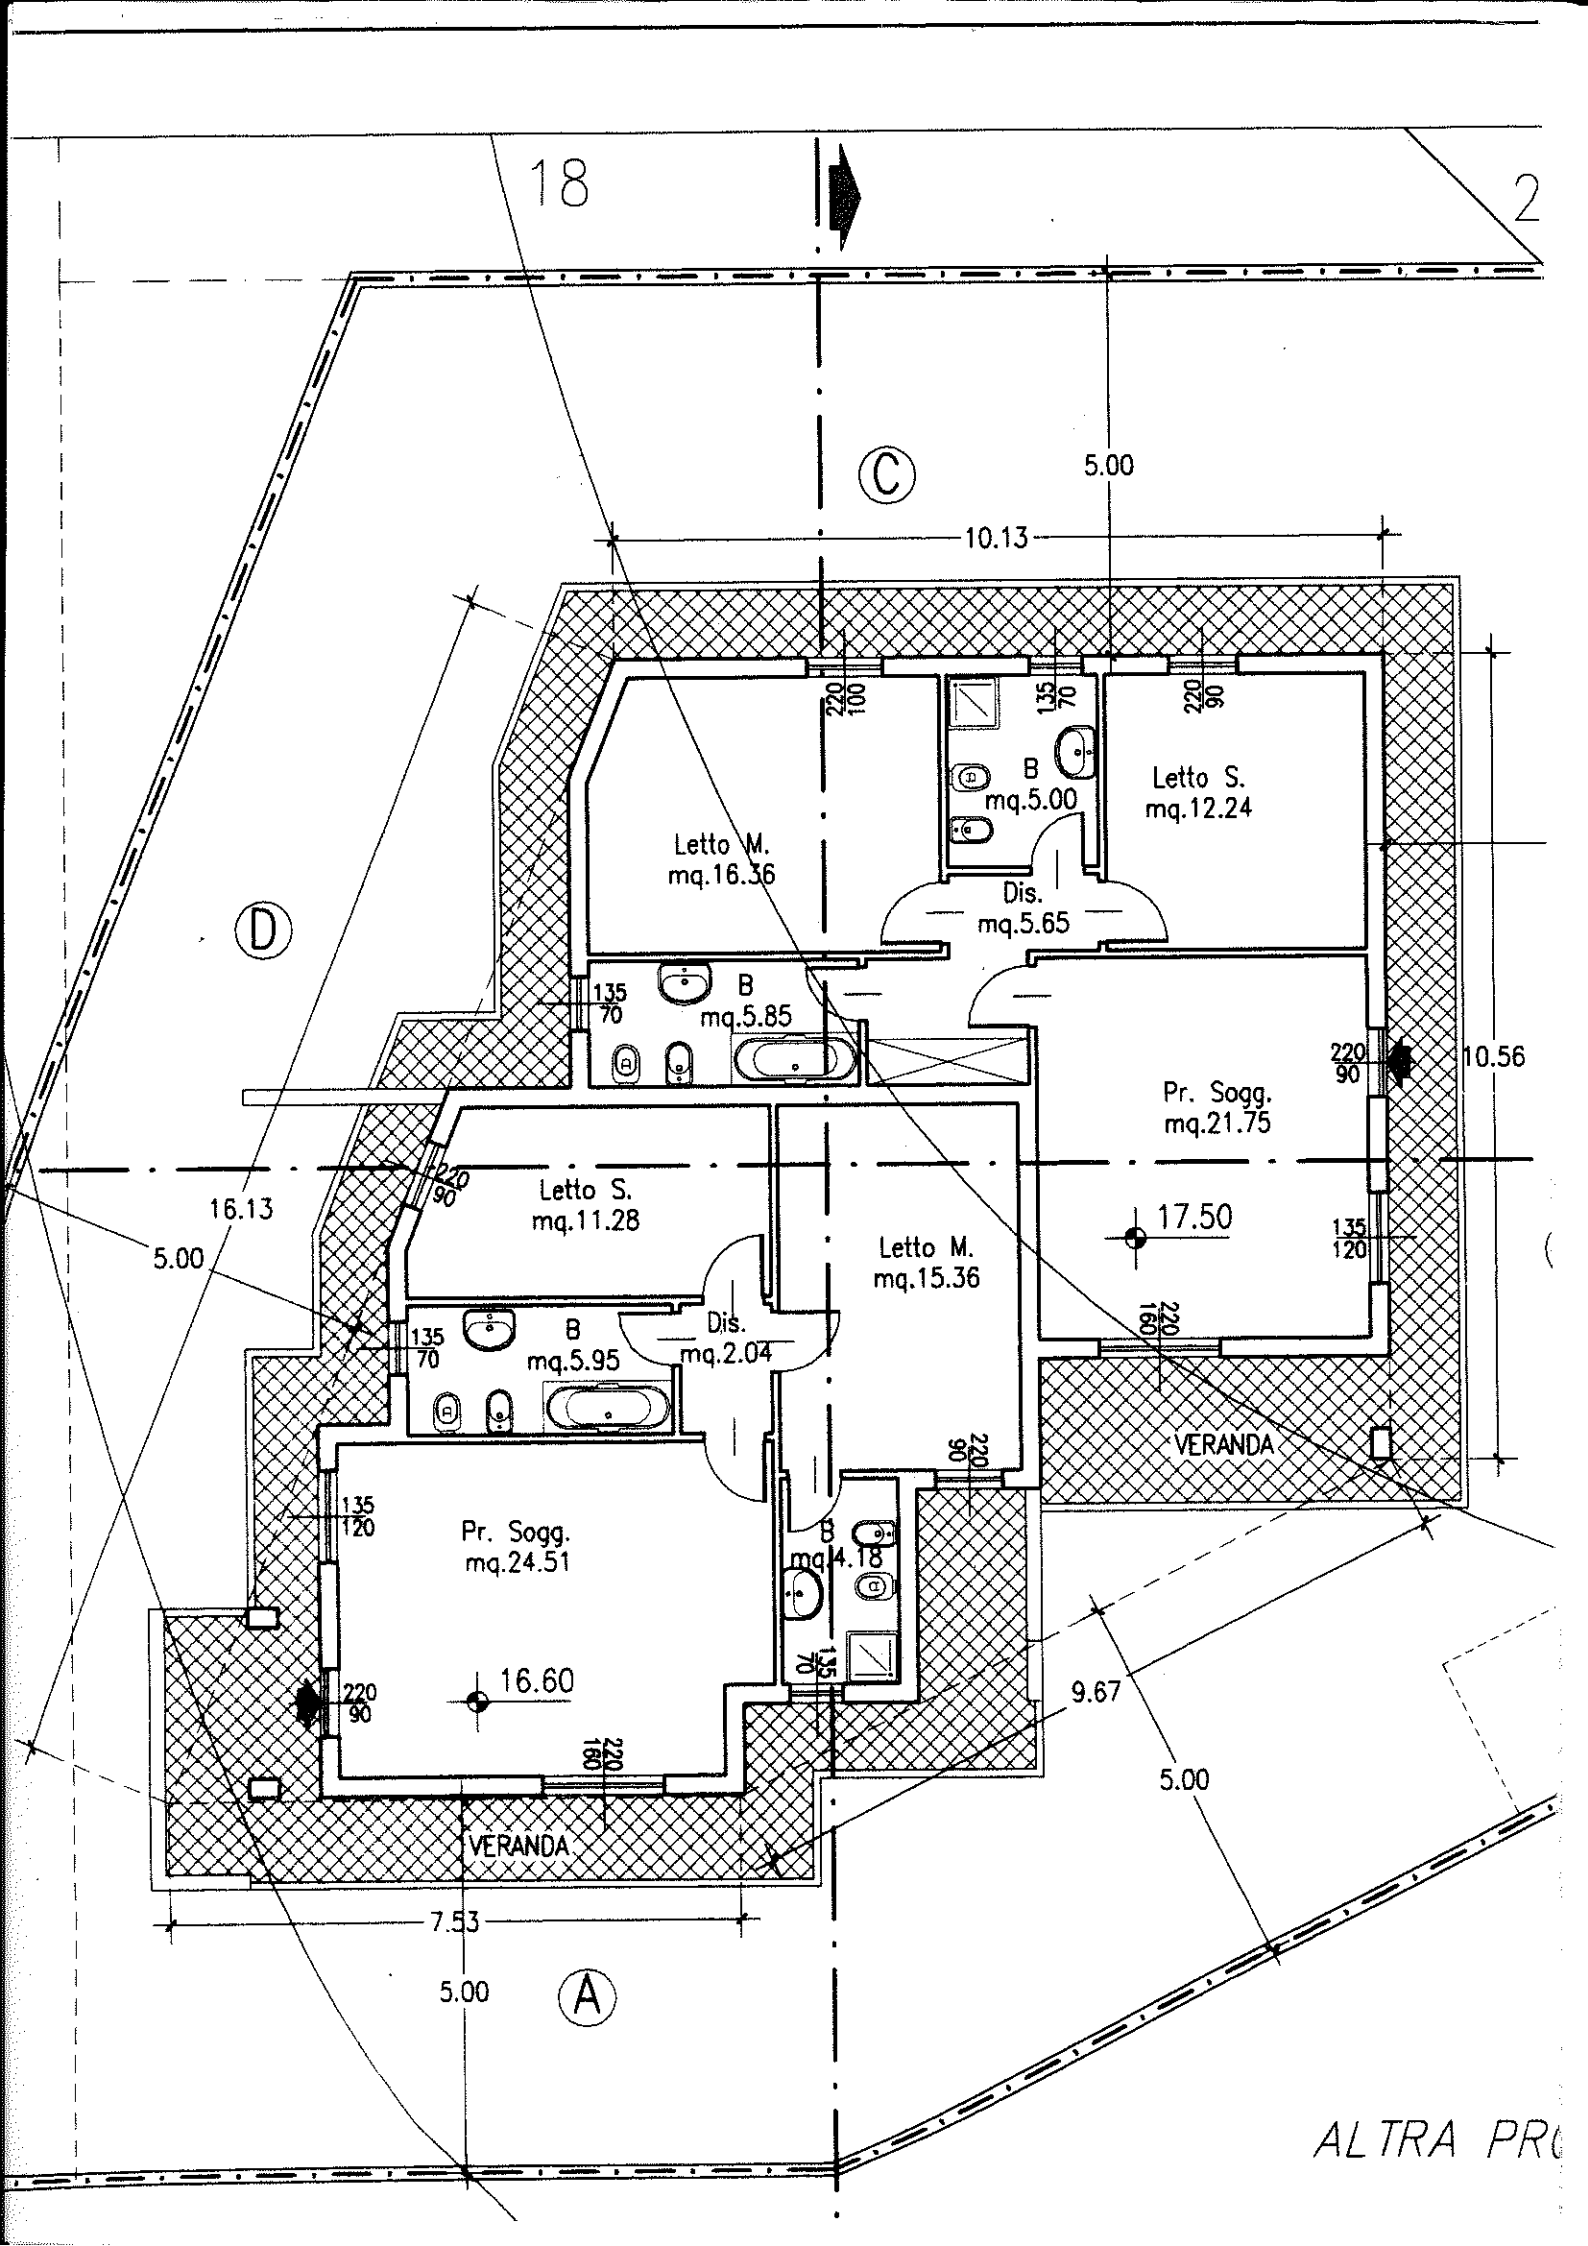 18
2
C
5.00
10.13
220
100
135
70
220
90
B
mq.5.00
Letto S.
mq.12.24
Letto M.
mq.16.36
Dis.
mq.5.65
D
135
70
B
mq.5.85
220
90
10.56
Pr. Sogg.
mq.21.75
220
90
Letto S.
mq.11.28
16.13
5.00
17.50
135
120
Letto M.
mq.15.36
220
160
135
70
B
mq.5.95
Dis.
mq.2.04
220
90
VERANDA
135
120
Pr. Sogg.
mq.24.51
B
mq.4.18
135
70
16.60
220
90
9.67
220
160
5.00
VERANDA
7.53
5.00
A
ALTRA PR